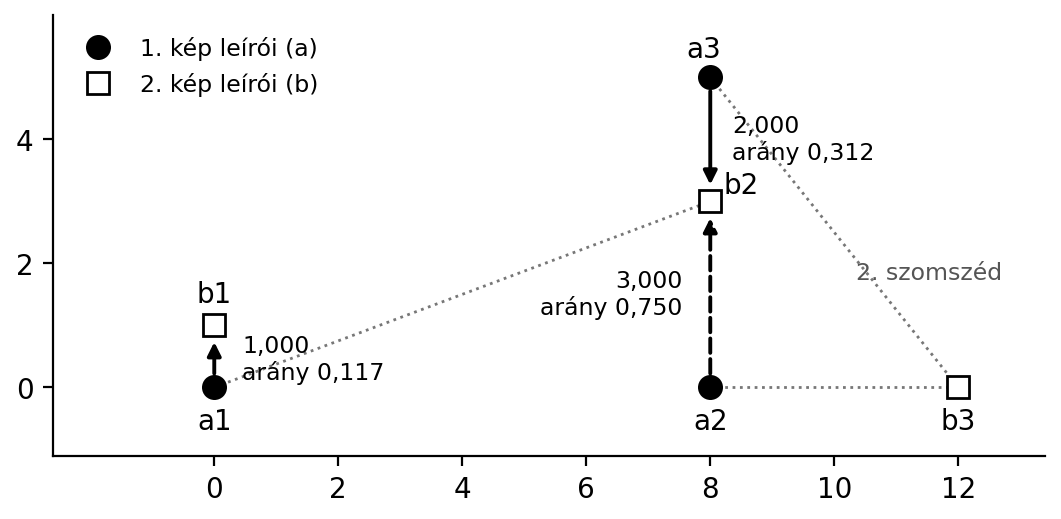 1. kép leírói (a)
2. kép leírói (b)
a3
2,000
arány 0,312
b2
2. szomszéd
3,000
arány 0,750
b1
1,000
arány 0,117
a1
a2
b3
4
2
0
0 2 4 6 8 10 12